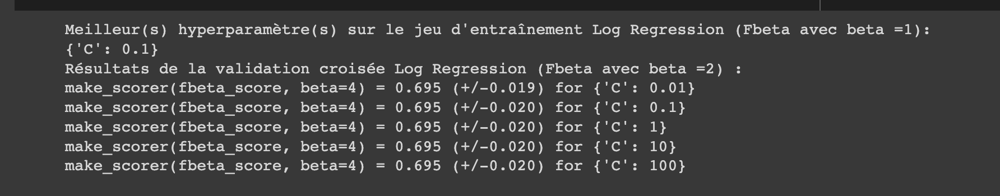 Meilleur(s) hyperparamètre(s) sur le jeu d'entraînement Log Regression (Fbeta avec beta =1):
{'C': 0.1}
Résultats de la validation croisée Log Regression (Fbeta avec beta =2) :
make_scorer(fbeta_score, beta=4) = 0.695 (+/-0.019) for {'C': 0.01}
make_scorer(fbeta_score, beta=4) = 0.695 (+/-0.020) for {'C': 0.1}
make_scorer(fbeta_score, beta=4) = 0.695 (+/-0.020) for {'C': 1}
make_scorer(fbeta_score, beta=4) = 0.695 (+/-0.020) for {'C': 10}
make_scorer(fbeta_score, beta=4) = 0.695 (+/-0.020) for {'C': 100}